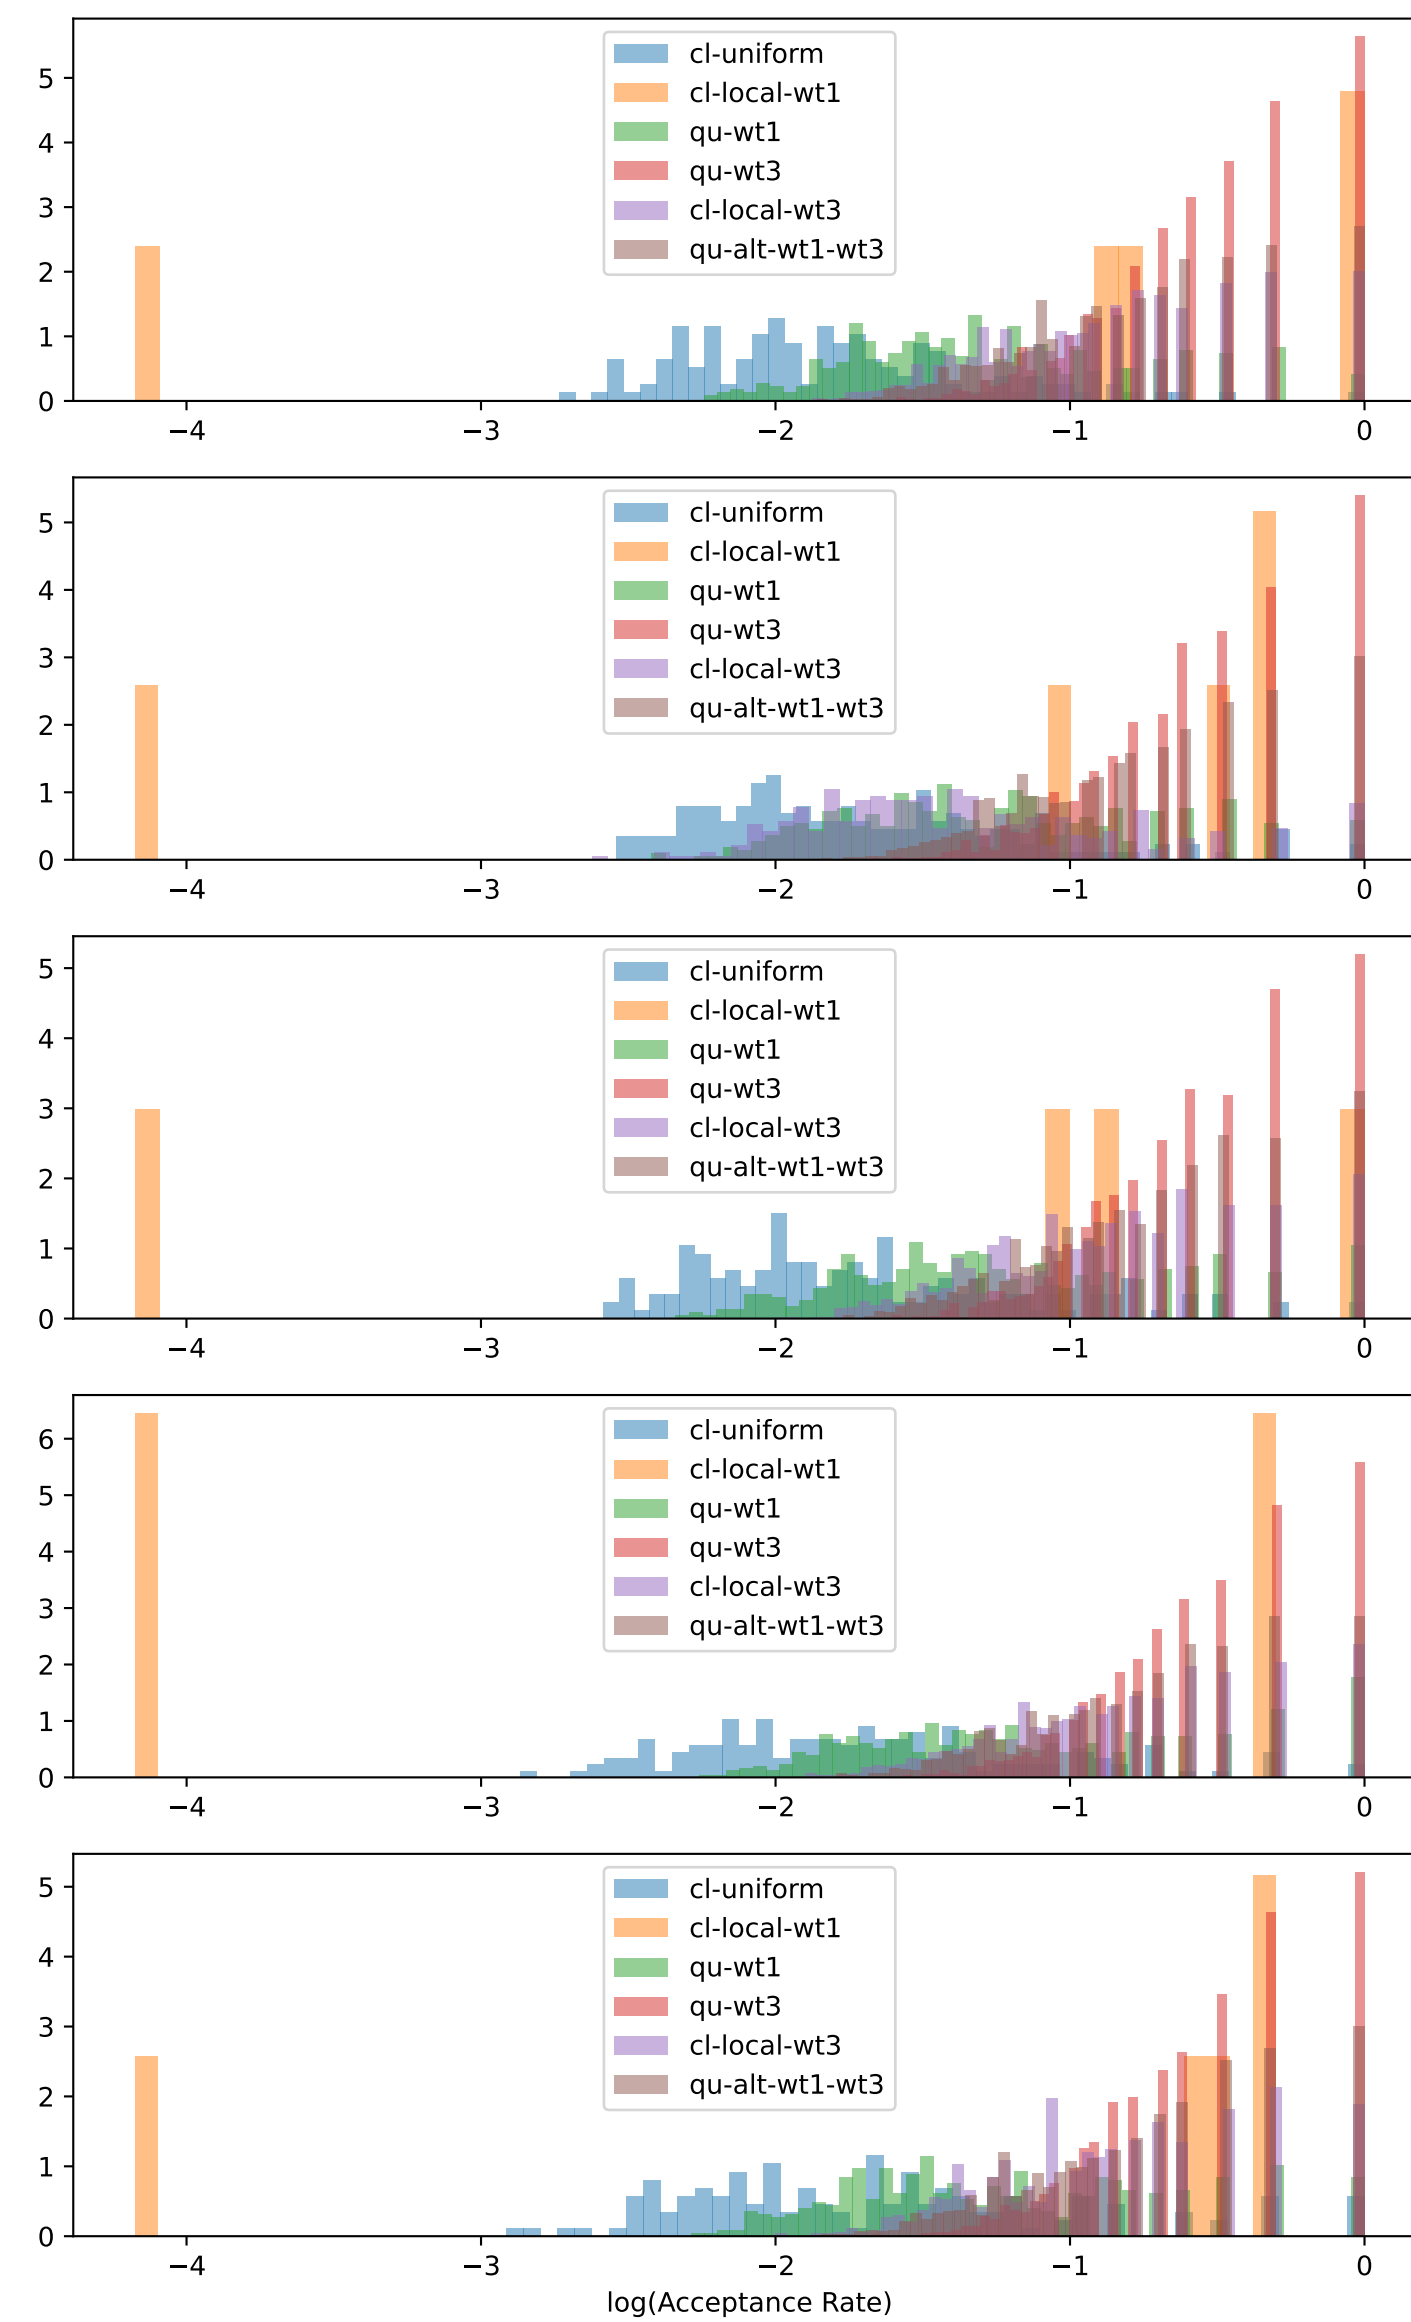 5
4
3
2
1
0
cl-uniform
cl-local-wt1
qu-wt1
qu-wt3
cl-local-wt3
qu-alt-wt1-wt3
−4 −3 −2 −1 0
5
4
3
2
1
0
cl-uniform
cl-local-wt1
qu-wt1
qu-wt3
cl-local-wt3
qu-alt-wt1-wt3
−4 −3 −2 −1 0
5
4
3
2
1
0
cl-uniform
cl-local-wt1
qu-wt1
qu-wt3
cl-local-wt3
qu-alt-wt1-wt3
−4 −3 −2 −1 0
6
5
4
3
2
1
0
cl-uniform
cl-local-wt1
qu-wt1
qu-wt3
cl-local-wt3
qu-alt-wt1-wt3
−4 −3 −2 −1 0
5
4
3
2
1
0
cl-uniform
cl-local-wt1
qu-wt1
qu-wt3
cl-local-wt3
qu-alt-wt1-wt3
−4 −3 −2 −1 0
log(Acceptance Rate)